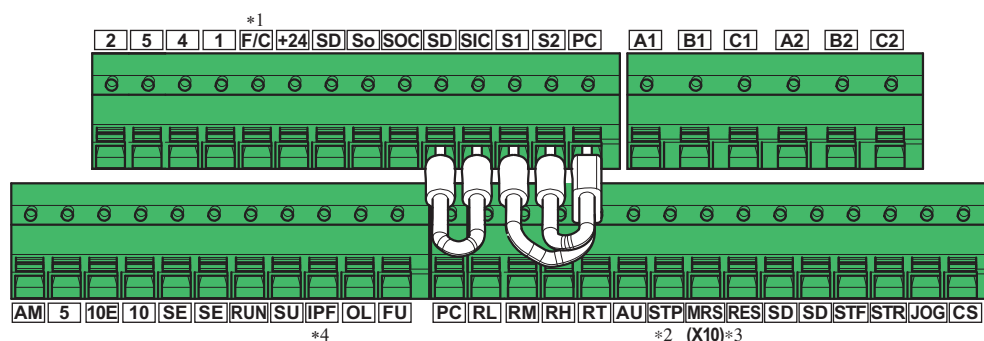 *1
2 5 4 1 F/C +24 SD So SOC SD SIC S1 S2 PC A1 B1 C1 A2 B2 C2
AM 5 10E 10 SE SE RUN SU IPF OL FU PC RL RM RH RT AU STP MRS RES SD SD STF STR JOG CS
*4 *2 (X10) *3